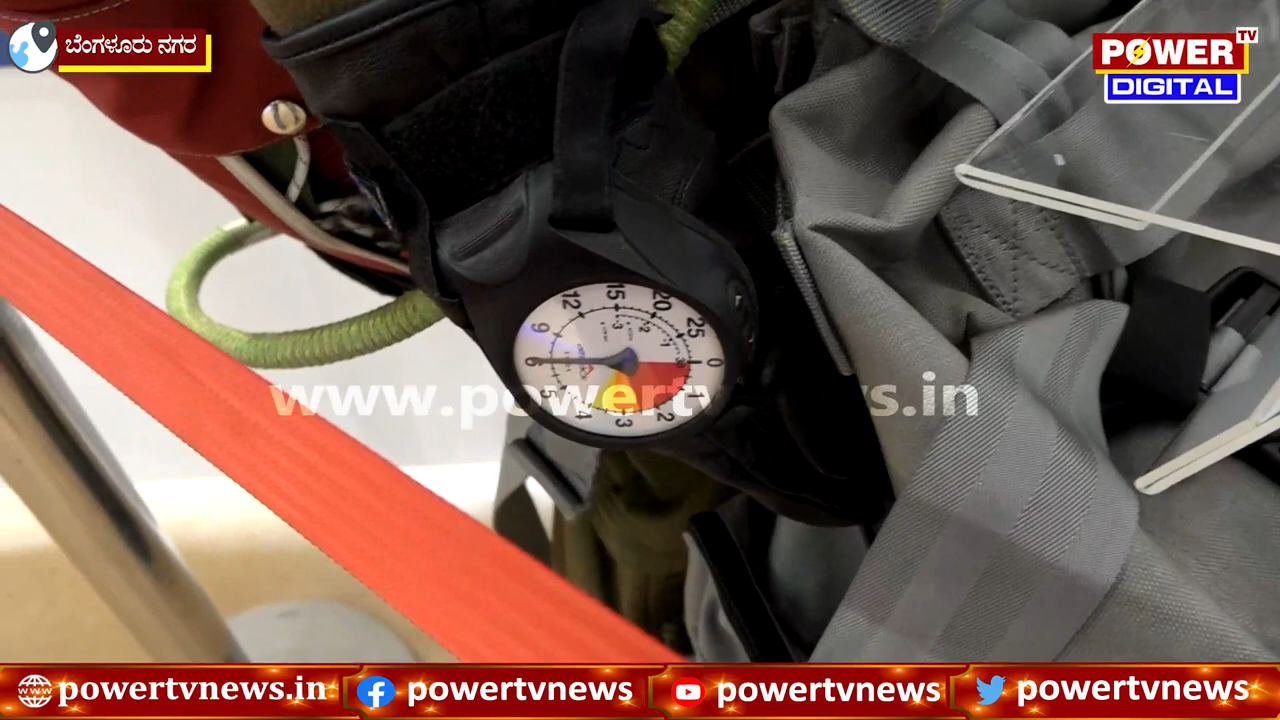 ಬೆಂಗಳೂರು ನಗರ
POWER TV
DIGITAL
12 15 20 25 0
9
6
5 4 3 2 1
www.powertvnews.in
powertvnews.in powertvnews powertvnews powertvnews